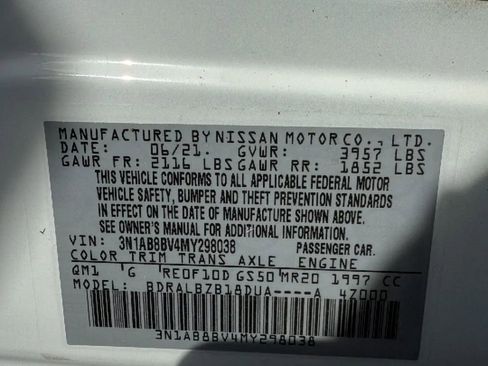 MANUFACTURED BY NISSAN MOTOR CO., LTD.
DATE: 06/21. GVWR: 3957 LBS
GAWR FR: 2116 LBS GAWR RR: 1852 LBS
THIS VEHICLE CONFORMS TO ALL APPLICABLE FEDERAL MOTOR
VEHICLE SAFETY, BUMPER AND THEFT PREVENTION STANDARDS
IN EFFECT ON THE DATE OF MANUFACTURE SHOWN ABOVE.
SEE OWNER'S MANUAL FOR ADDITIONAL INFORMATION.
VIN: 3N1AB8BV4MY298038 PASSENGER CAR.
COLOR TRIM TRANS AXLE ENGINE
QM1 G RE0F10D GS50 MR20 1997 CC
MODEL: BDRALBZB18DUA----A 4Z000
3N1AB8BV4MY298038